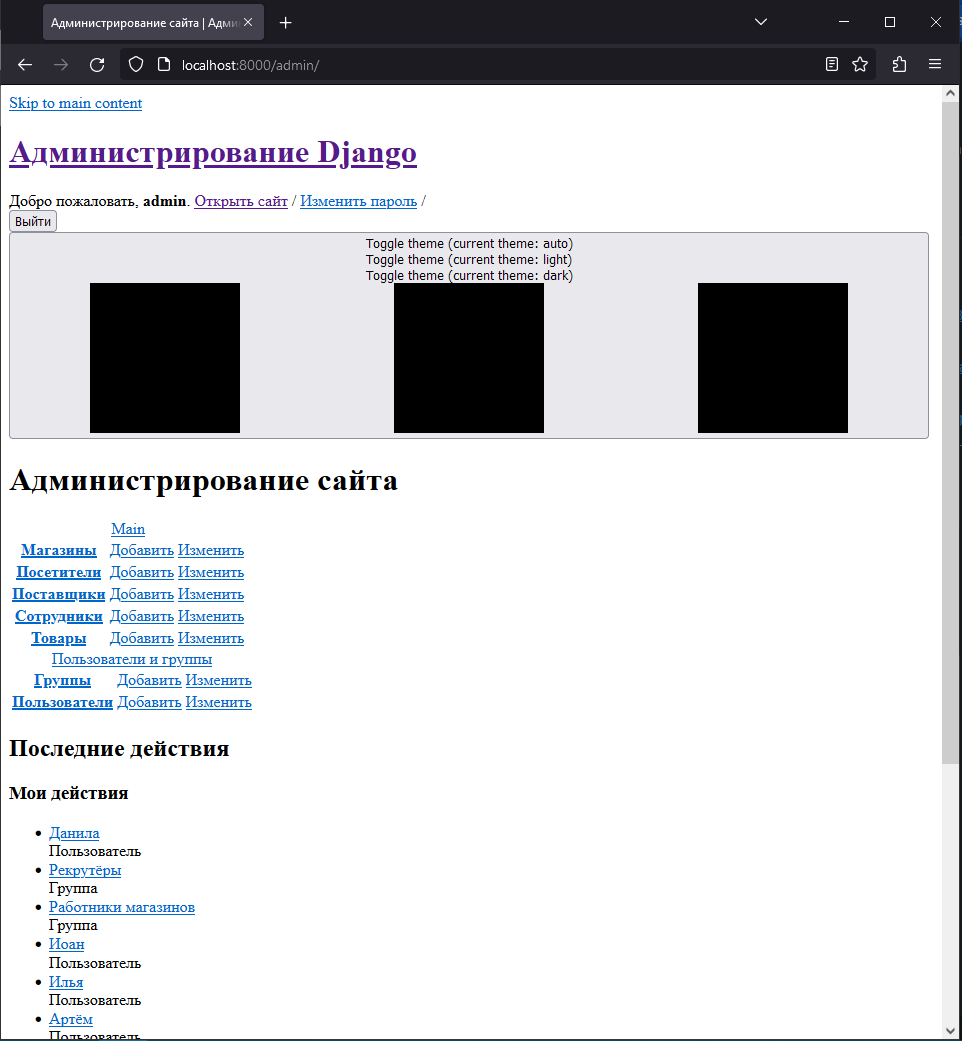 Администрирование сайта | Адми
localhost:8000/admin/
Skip to main content
Администрирование Django
Добро пожаловать, admin. Открыть сайт / Изменить пароль /
Выйти
Toggle theme (current theme: auto)
Toggle theme (current theme: light)
Toggle theme (current theme: dark)
Администрирование сайта
Main
Магазины Добавить Изменить
Посетители Добавить Изменить
Поставщики Добавить Изменить
Сотрудники Добавить Изменить
Товары Добавить Изменить
Пользователи и группы
Группы Добавить Изменить
Пользователи Добавить Изменить
Последние действия
Мои действия
Данила
Пользователь
Рекрутёры
Группа
Работники магазинов
Группа
Иоан
Пользователь
Илья
Пользователь
Артём
Пользователь